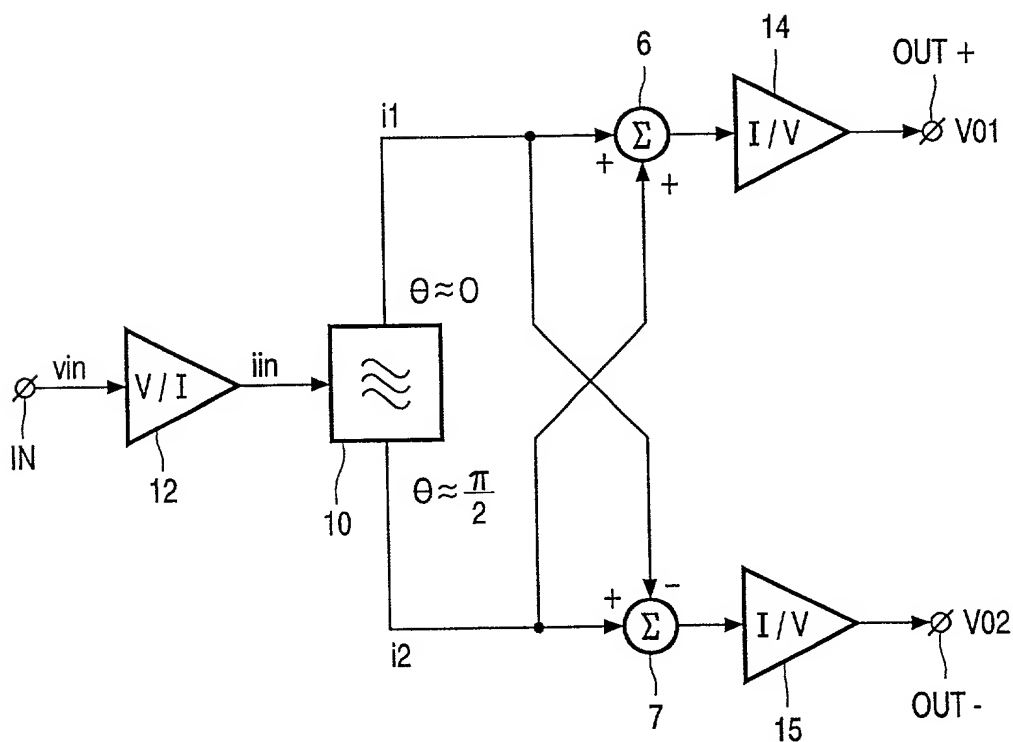 14
6
OUT +
i1
Σ
I/V
V01
+
+
θ≈0
vin
iin
V/I
IN
12
10
θ≈π/2
+
-
Σ
I/V
V02
i2
7
15
OUT -